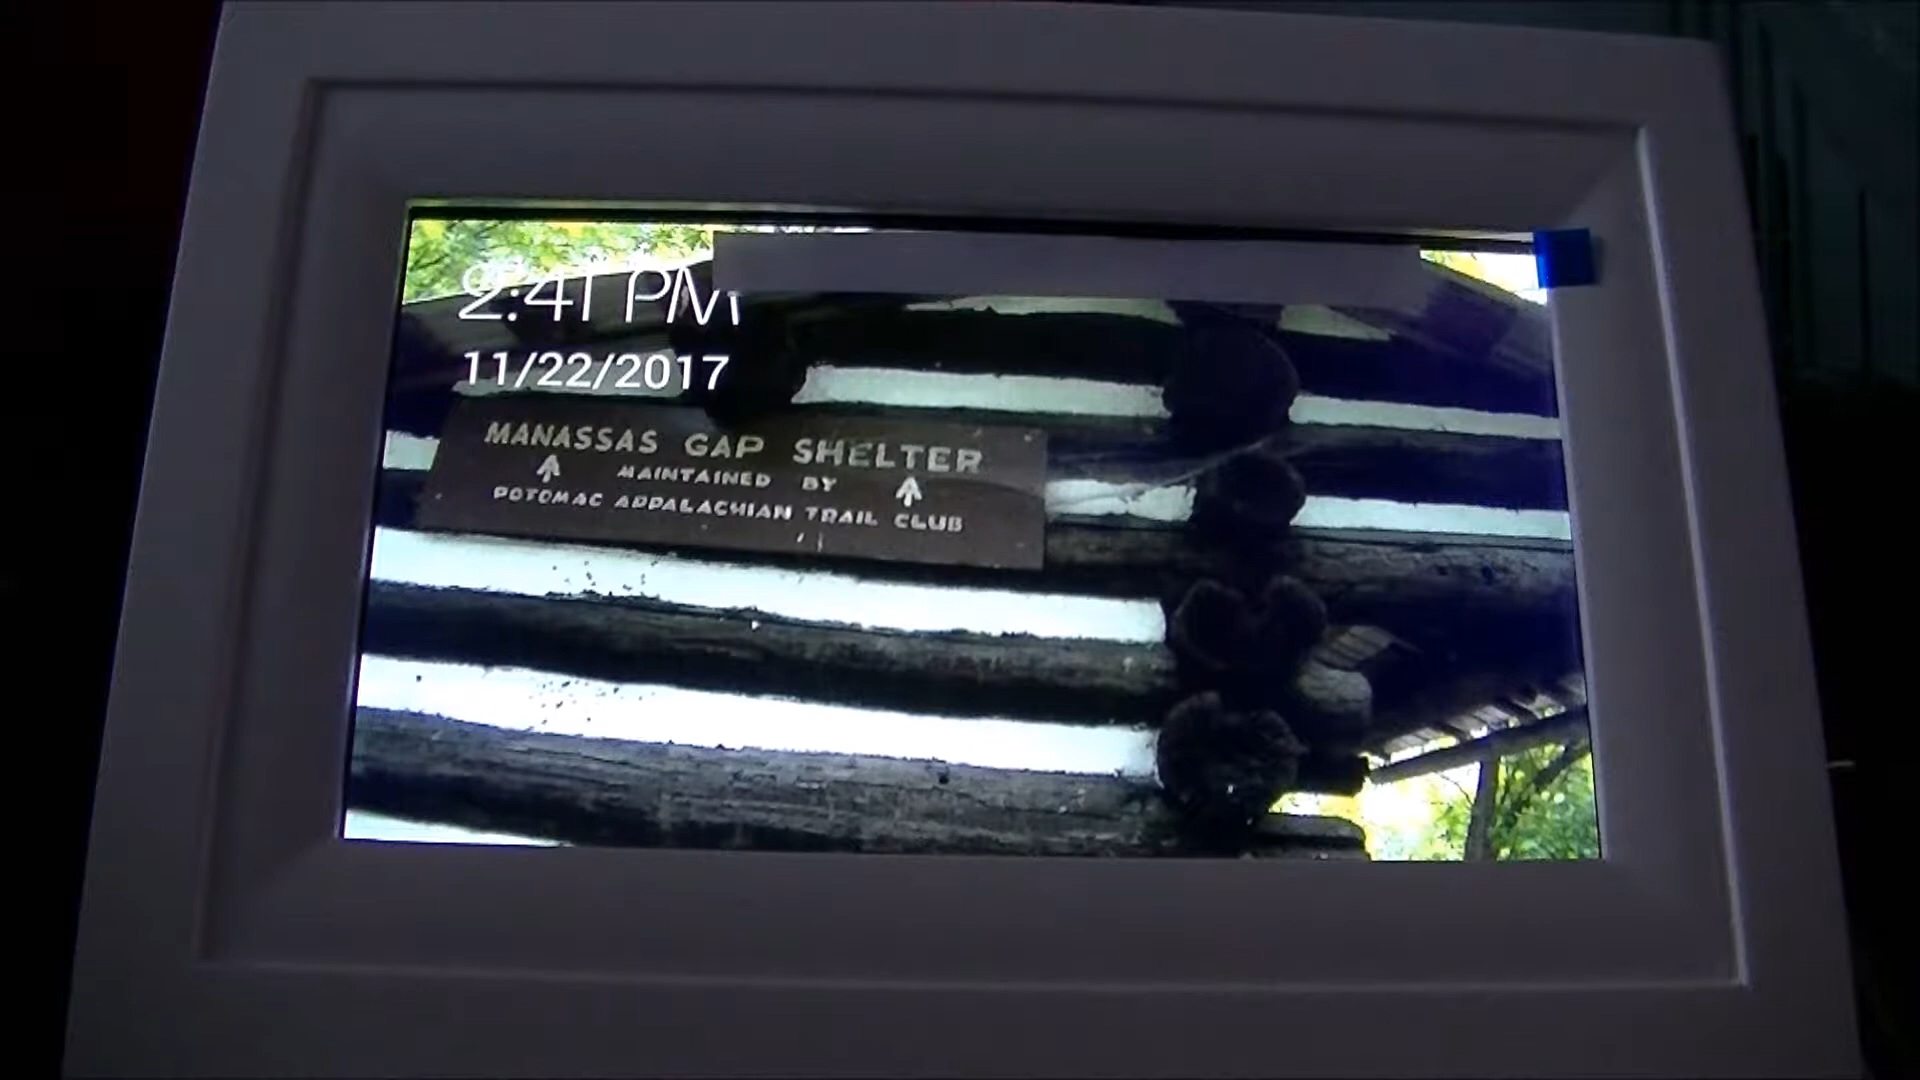 2:41 PM
11/22/2017
MANASSAS GAP SHELTER
MAINTAINED BY
POTOMAC APPALACHIAN TRAIL CLUB